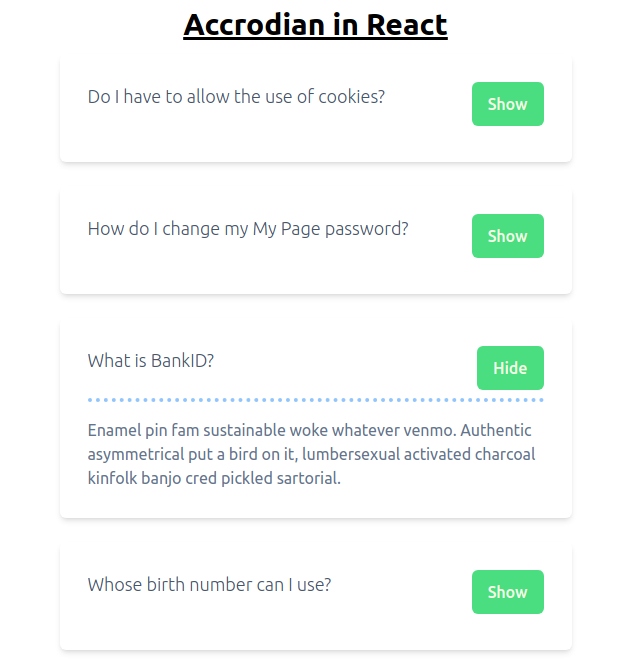 Accrodian in React
Do I have to allow the use of cookies?
Show
How do I change my My Page password?
Show
What is BankID?
Hide
Enamel pin fam sustainable woke whatever venmo. Authentic
asymmetrical put a bird on it, lumbersexual activated charcoal
kinfolk banjo cred pickled sartorial.
Whose birth number can I use?
Show